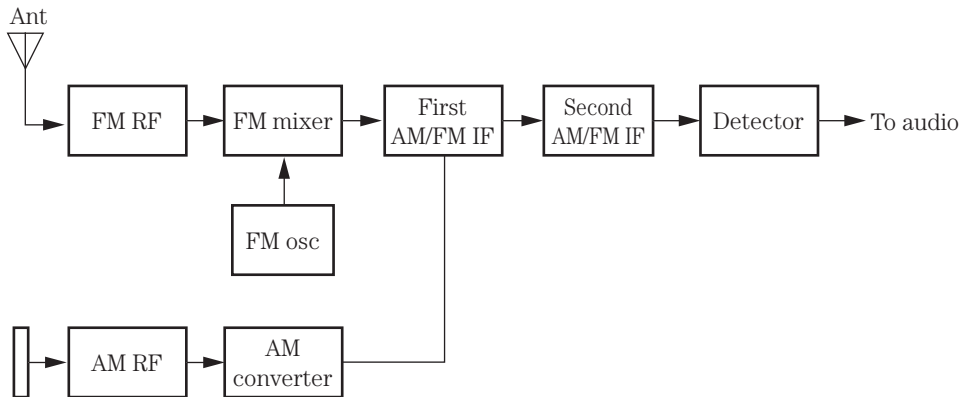 Ant
FM RF
FM mixer
First
AM/FM IF
Second
AM/FM IF
Detector
To audio
FM osc
AM RF
AM
converter